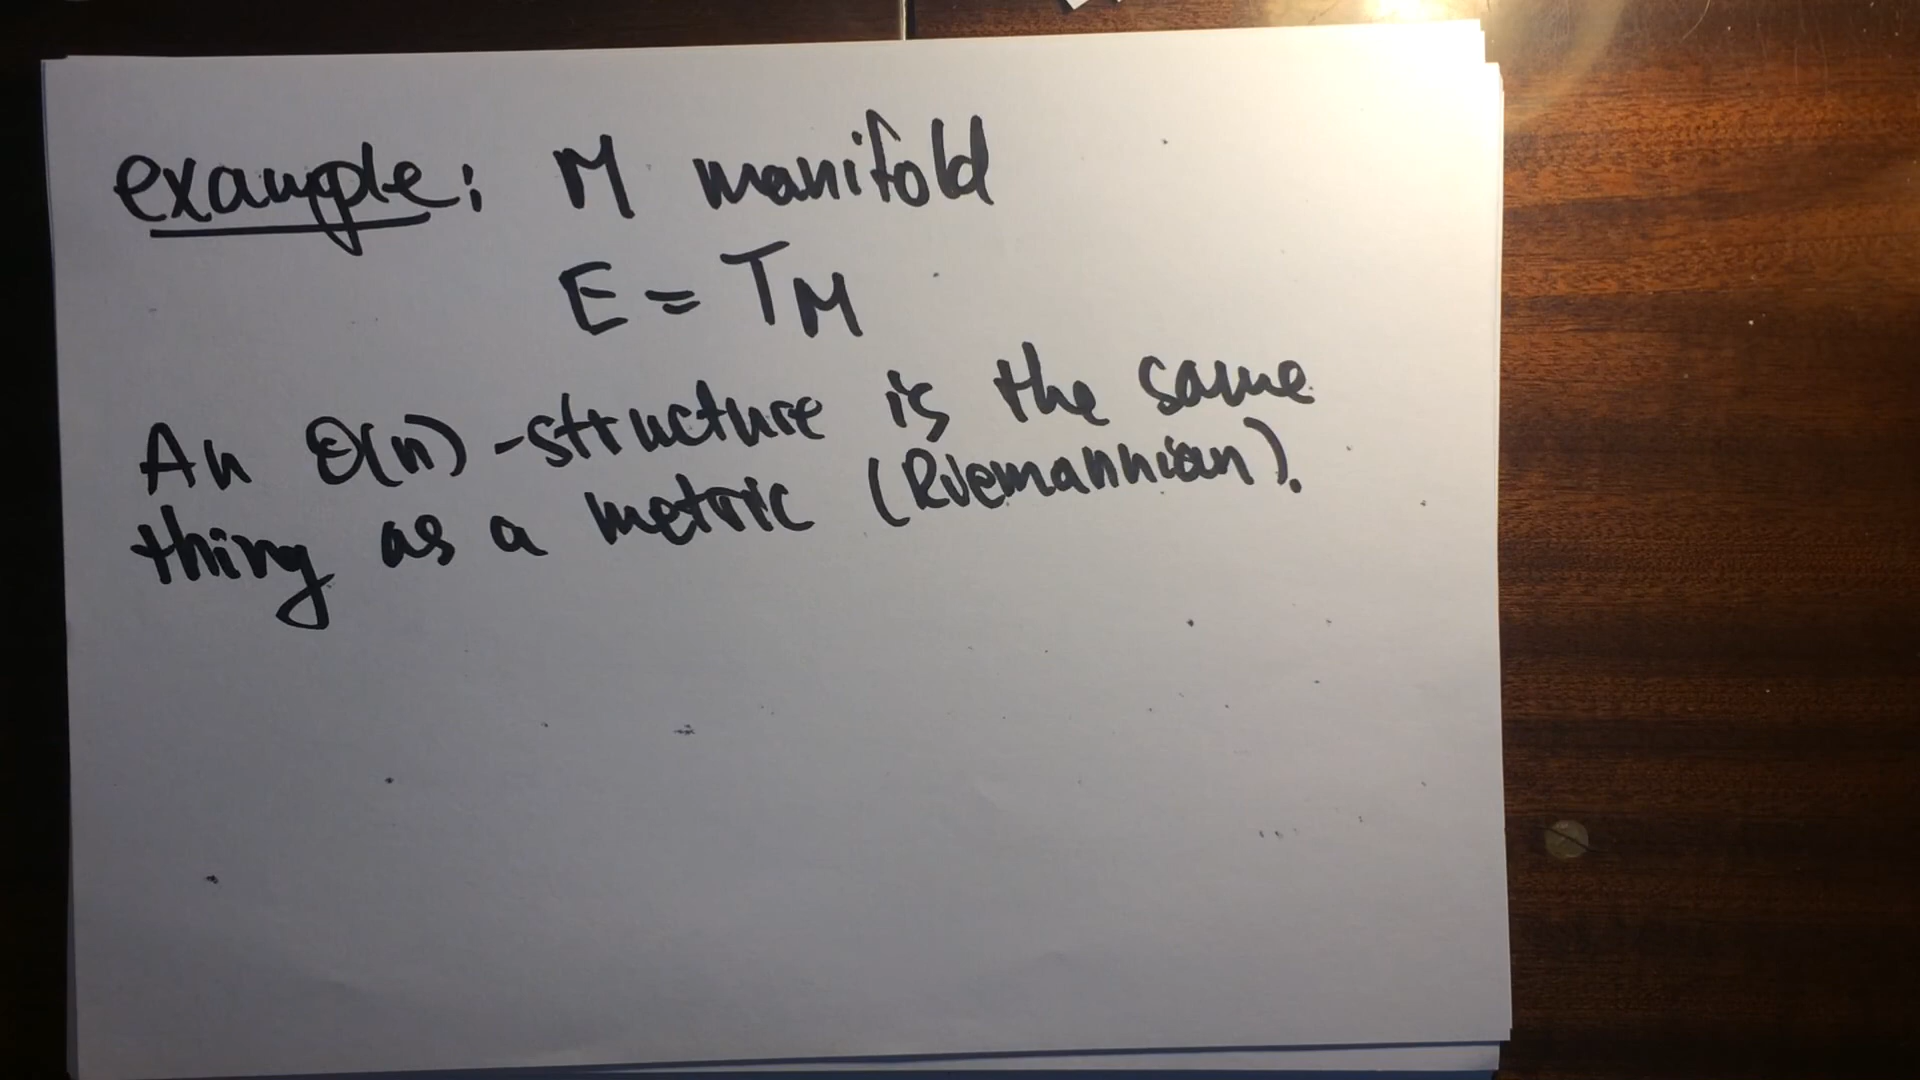 example: M manifold
E = TM
An O(n)-structure is the same
thing as a metric (Riemannian).